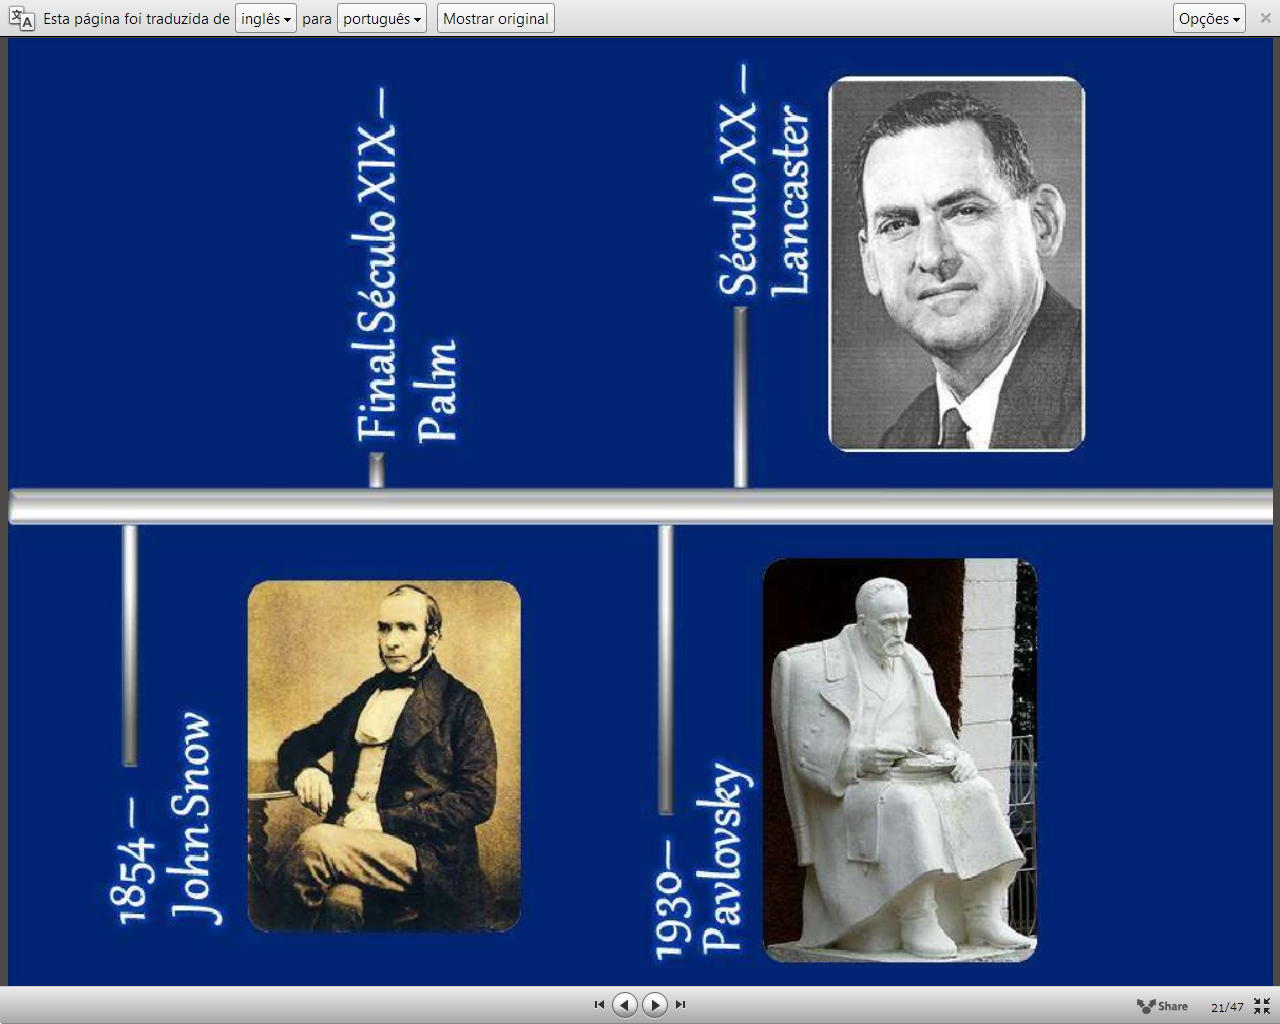 Esta página foi traduzida de inglês para português Mostrar original Opções
Final Século XIX –
Palm
Século XX –
Lancaster
1854 –
John Snow
1930–
Pavlovsky
Share 21/47